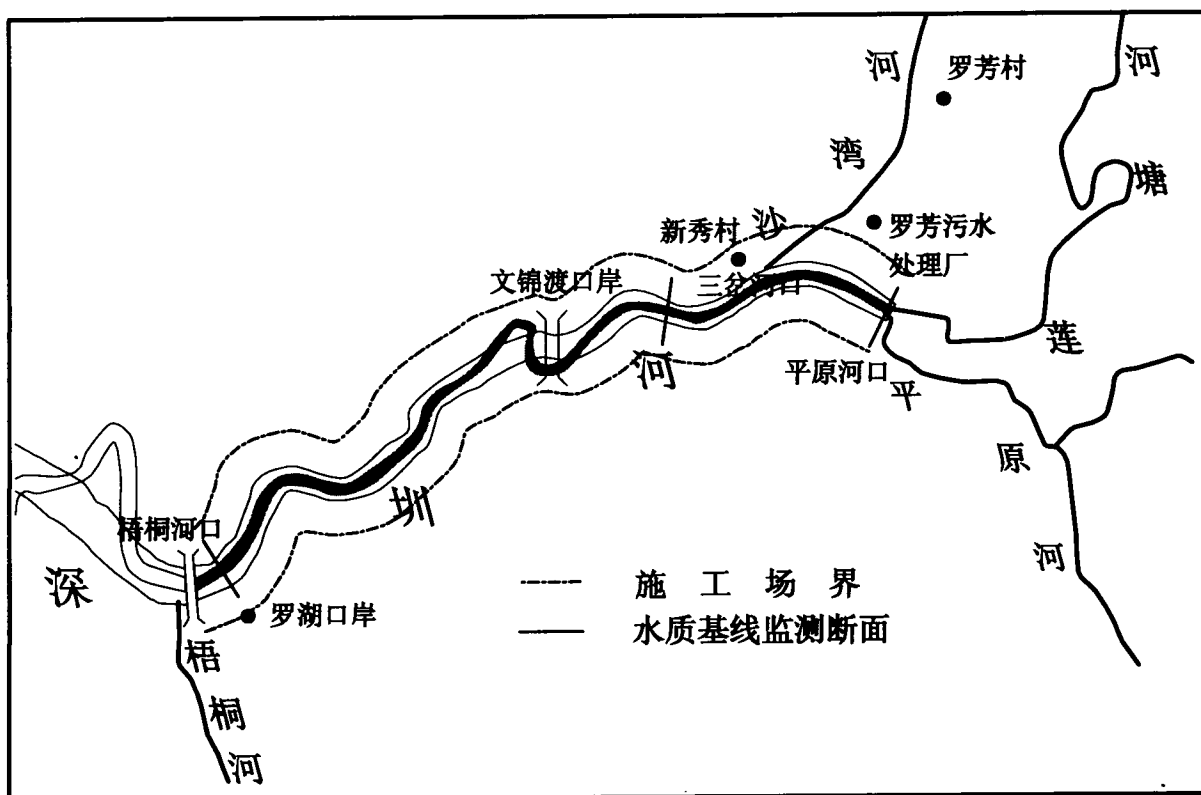 河
罗芳村
河
湾
塘
沙
新秀村
罗芳污水
处理厂
文锦渡口岸
三岔河口
莲
河
平原河口
平
原
圳
梧桐河口
河
深
施工场界
罗湖口岸
水质基线监测断面
梧
桐
河